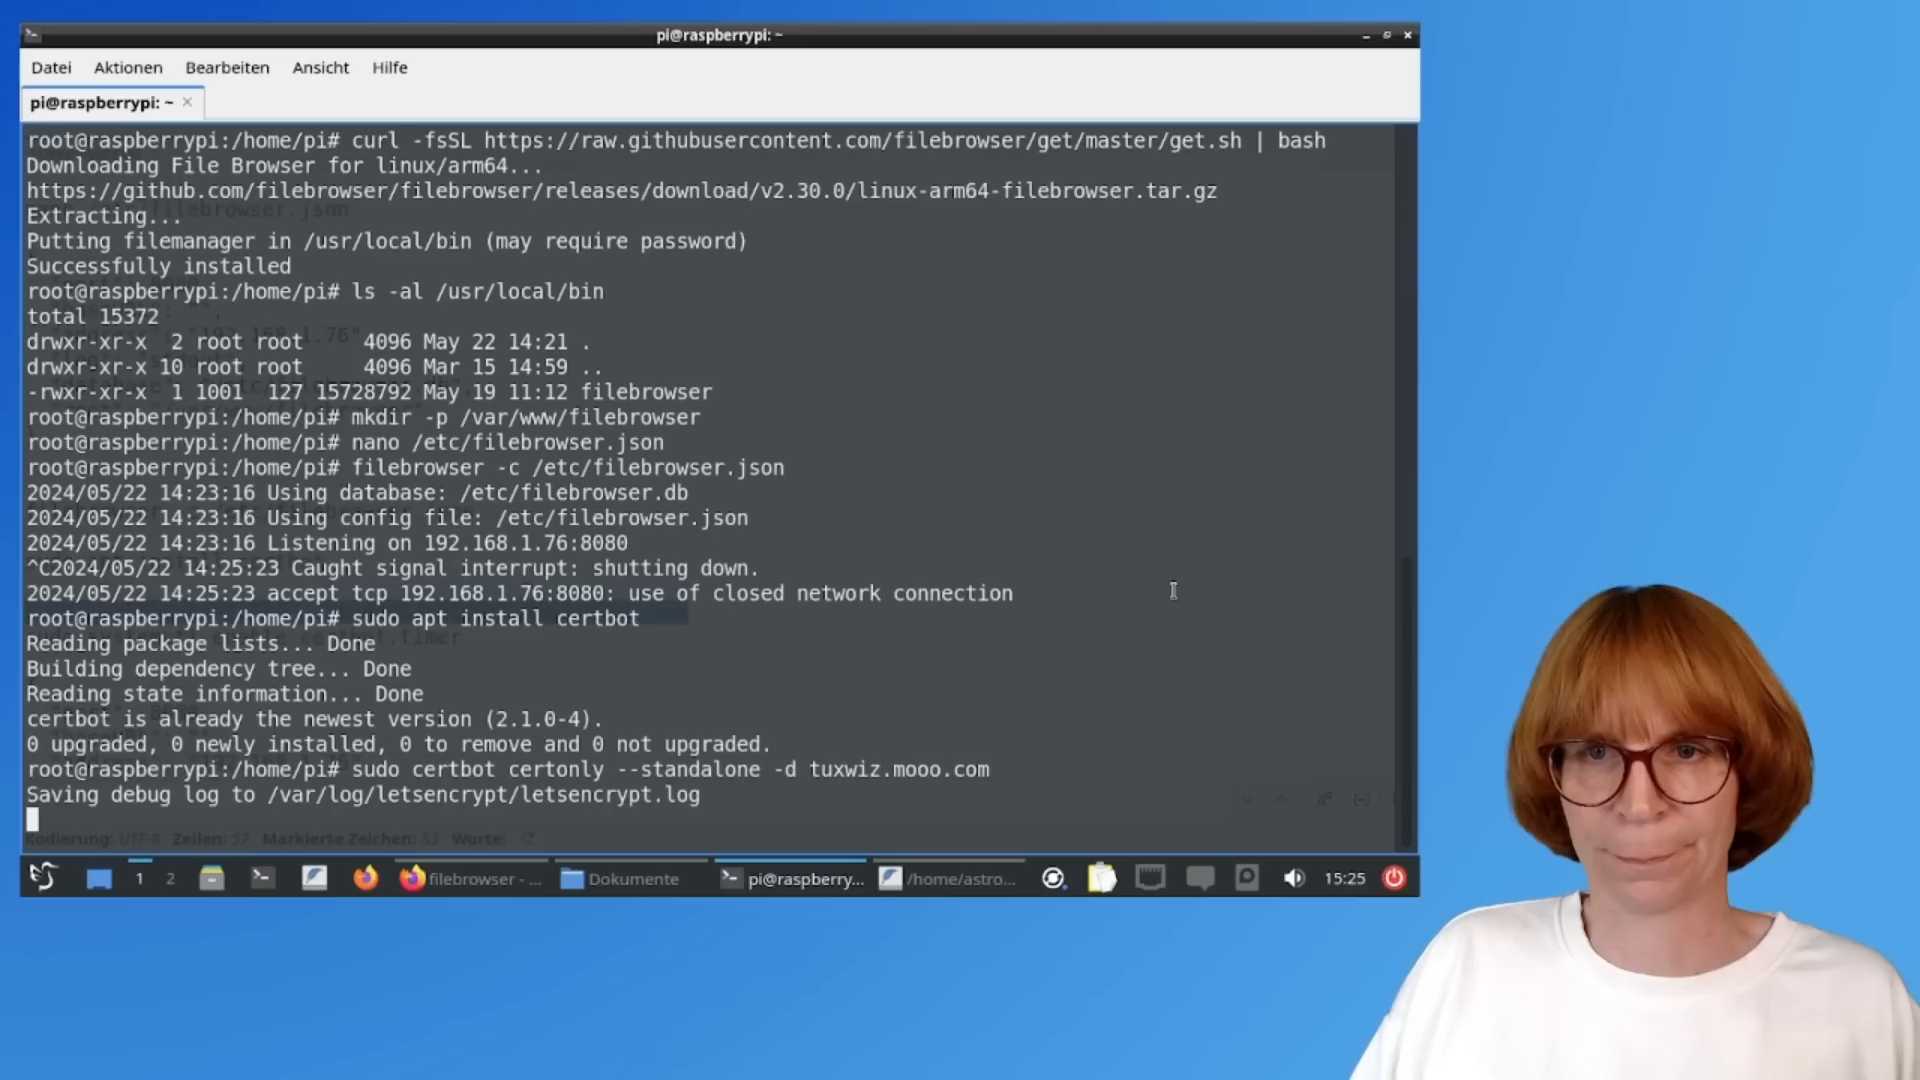 pi@raspberrypi: ~
Datei Aktionen Bearbeiten Ansicht Hilfe
pi@raspberrypi: ~
root@raspberrypi:/home/pi# curl -fsSL https://raw.githubusercontent.com/filebrowser/get/master/get.sh | bash
Downloading File Browser for linux/arm64...
https://github.com/filebrowser/filebrowser/releases/download/v2.30.0/linux-arm64-filebrowser.tar.gz
Extracting...
Putting filemanager in /usr/local/bin (may require password)
Successfully installed
root@raspberrypi:/home/pi# ls -al /usr/local/bin
total 15372
drwxr-xr-x 2 root root 4096 May 22 14:21 .
drwxr-xr-x 10 root root 4096 Mar 15 14:59 ..
-rwxr-xr-x 1 1001 127 15728792 May 19 11:12 filebrowser
root@raspberrypi:/home/pi# mkdir -p /var/www/filebrowser
root@raspberrypi:/home/pi# nano /etc/filebrowser.json
root@raspberrypi:/home/pi# filebrowser -c /etc/filebrowser.json
2024/05/22 14:23:16 Using database: /etc/filebrowser.db
2024/05/22 14:23:16 Using config file: /etc/filebrowser.json
2024/05/22 14:23:16 Listening on 192.168.1.76:8080
^C2024/05/22 14:25:23 Caught signal interrupt: shutting down.
2024/05/22 14:25:23 accept tcp 192.168.1.76:8080: use of closed network connection
root@raspberrypi:/home/pi# sudo apt install certbot
Reading package lists... Done
Building dependency tree... Done
Reading state information... Done
certbot is already the newest version (2.1.0-4).
0 upgraded, 0 newly installed, 0 to remove and 0 not upgraded.
root@raspberrypi:/home/pi# sudo certbot certonly --standalone -d tuxwiz.mooo.com
Saving debug log to /var/log/letsencrypt/letsencrypt.log
Kodierung: UTF-8 Zeilen: 57 Markierte Zeichen: 53 Worte:
1 2 filebrowser - ... Dokumente pi@raspberry... /home/astro... 15:25